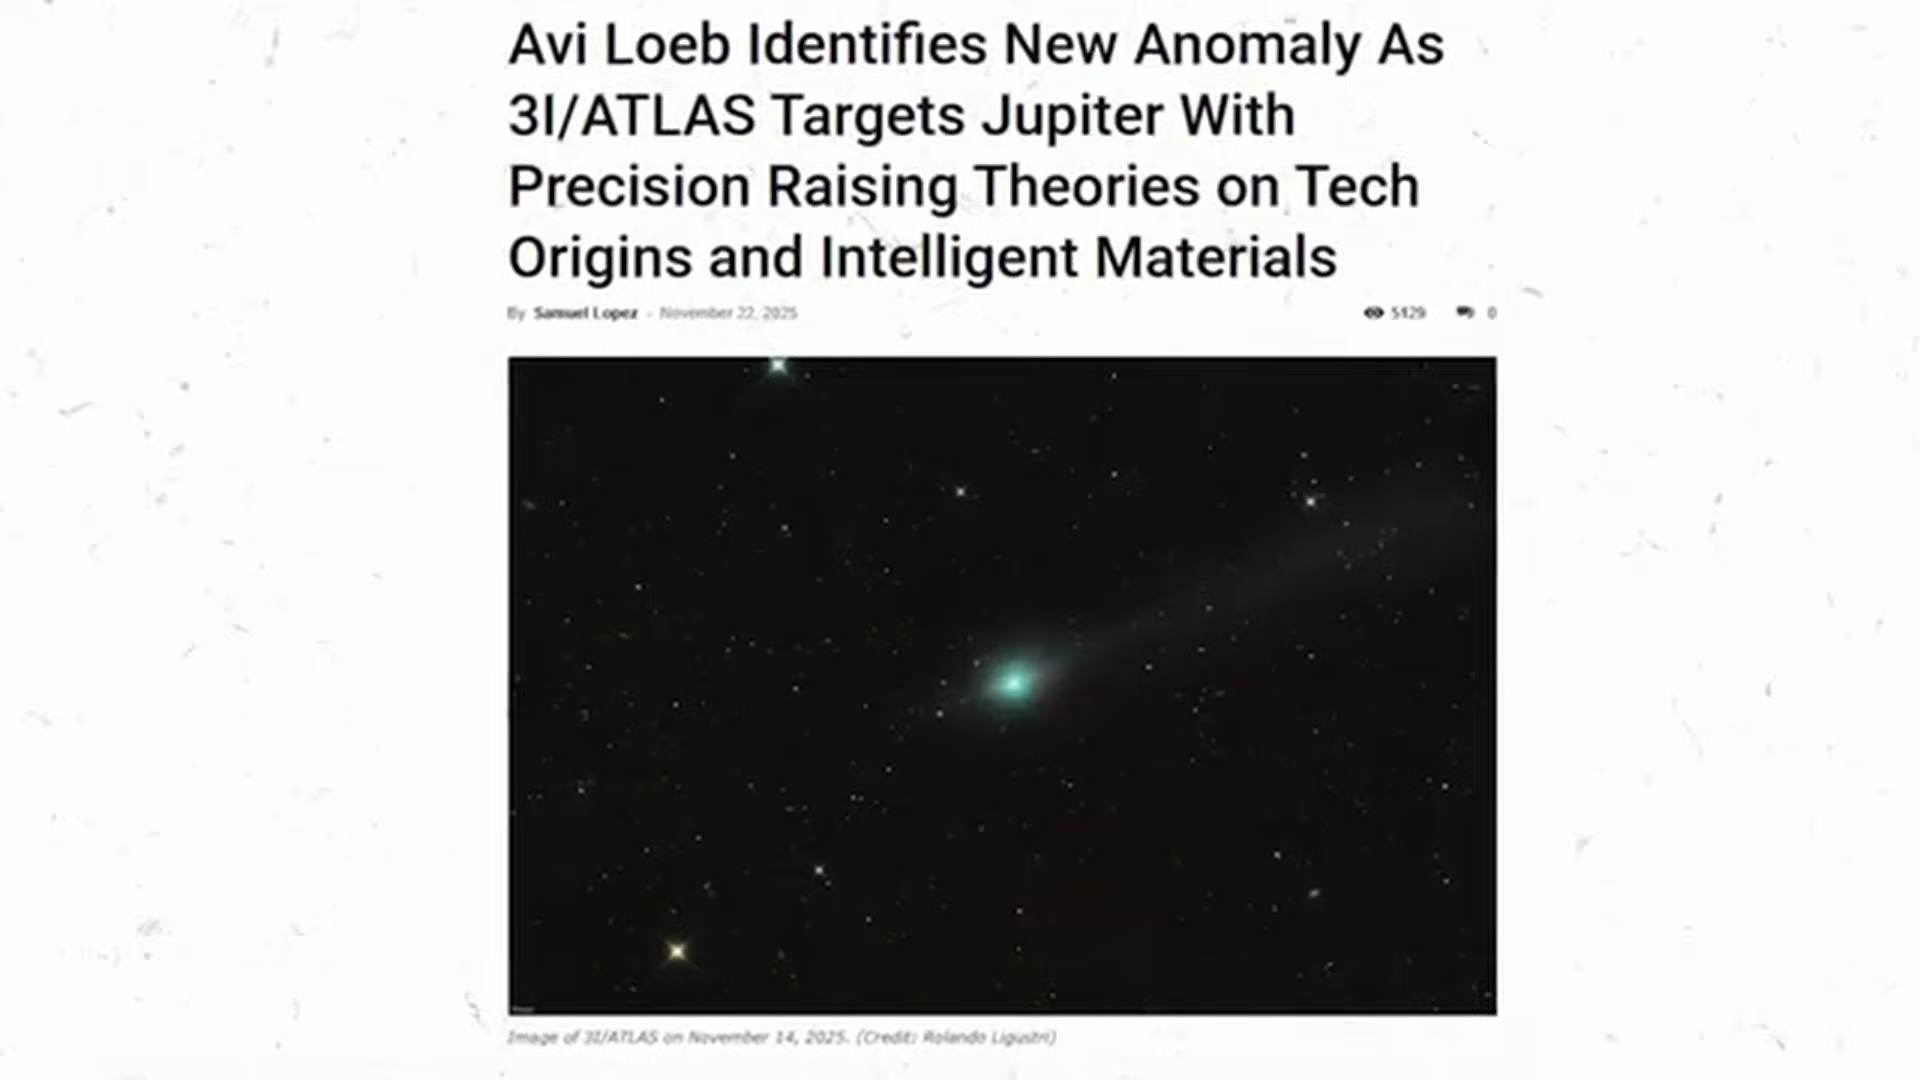 Avi Loeb Identifies New Anomaly As
3I/ATLAS Targets Jupiter With
Precision Raising Theories on Tech
Origins and Intelligent Materials
By Samuel Lopez - November 22, 2025 5129 0
Image of 3I/ATLAS on November 14, 2025. (Credit: Rolando Ligustri)